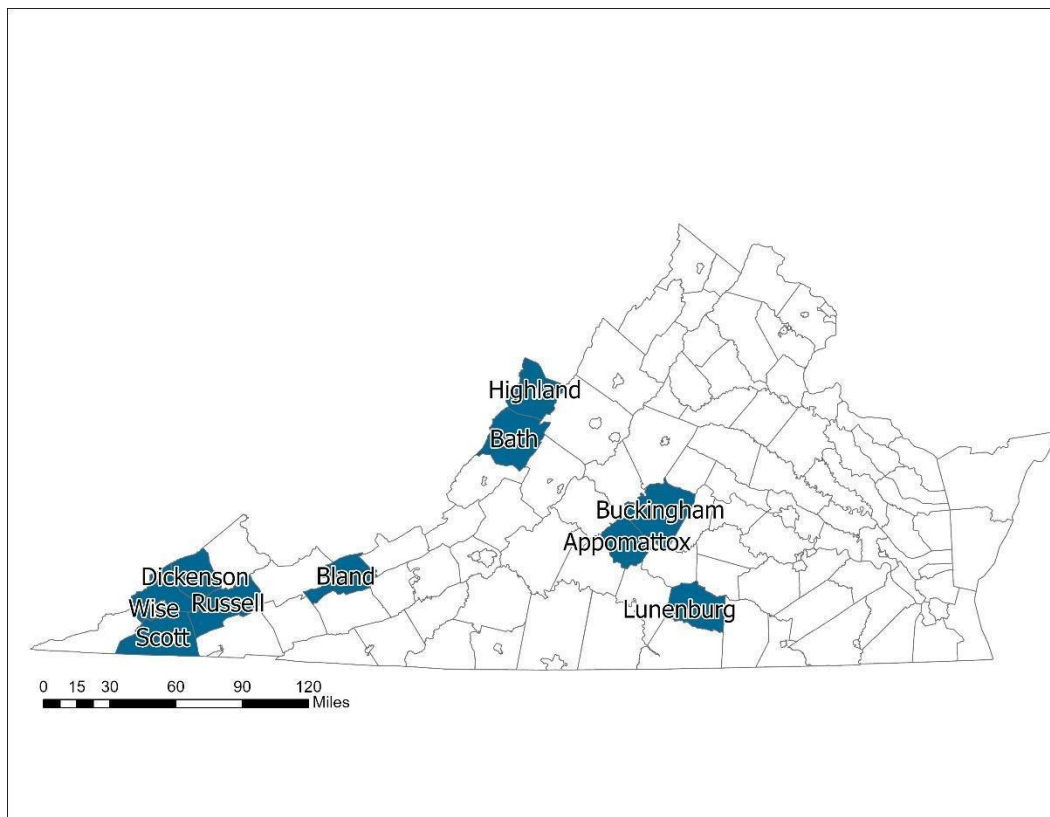 Highland
Bath
Buckingham
Appomattox
Dickenson
Bland
Wise
Russell
Lunenburg
Scott
0 15 30 60 90 120
Miles